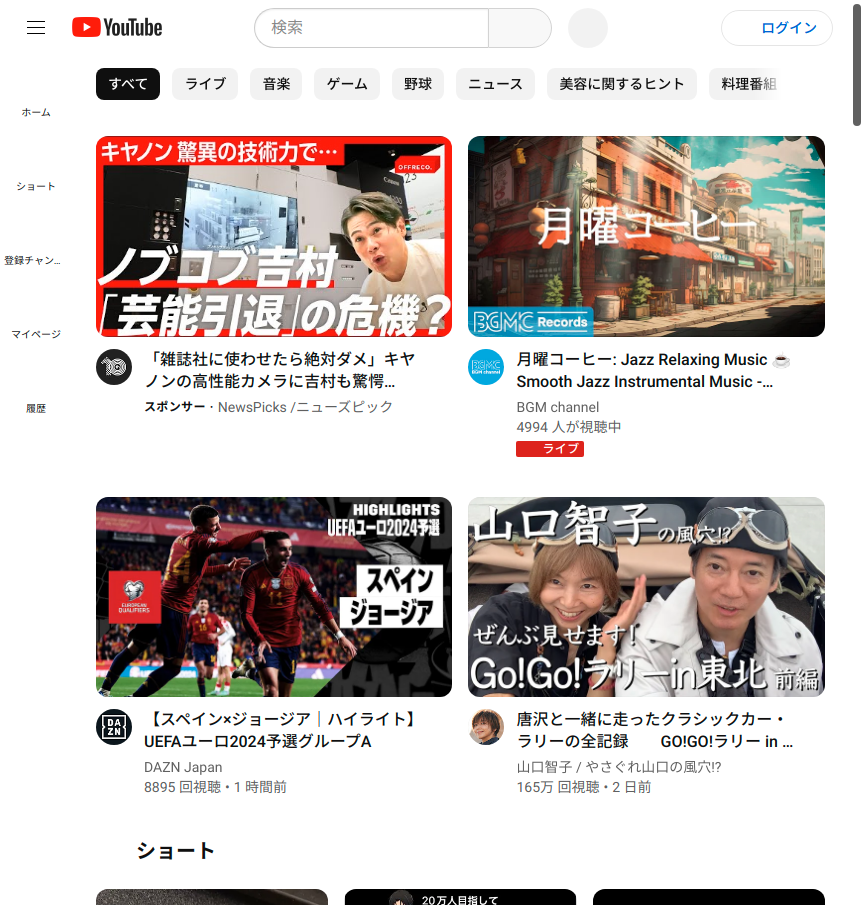 YouTube
検索
ログイン
すべて
ライブ
音楽
ゲーム
野球
ニュース
美容に関するヒント
料理番組
ホーム
ショート
登録チャン…
マイページ
履歴
キヤノン 驚異の技術力で…
OFFRECO.
Canon
ノブコブ吉村
「芸能引退」の危機？
月曜コーヒー
BGMC Records
「雑誌社に使わせたら絶対ダメ」キヤ
ノンの高性能カメラに吉村も驚愕…
スポンサー・NewsPicks /ニューズピック
月曜コーヒー: Jazz Relaxing Music ☕
Smooth Jazz Instrumental Music -…
BGM channel
4994 人が視聴中
ライブ
HIGHLIGHTS
UEFAユーロ2024予選
スペイン
ジョージア
EUROPEAN
QUALIFIERS
山口智子の風穴!?
ぜんぶ見せます!
Go!Go!ラリーin東北 前編
DAZN
【スペイン×ジョージア｜ハイライト】
UEFAユーロ2024予選グループA
DAZN Japan
8895 回視聴・1 時間前
唐沢と一緒に走ったクラシックカー・
ラリーの全記録　　GO!GO!ラリー in …
山口智子 / やさぐれ山口の風穴!?
165万 回視聴・2 日前
ショート
20万人目指して